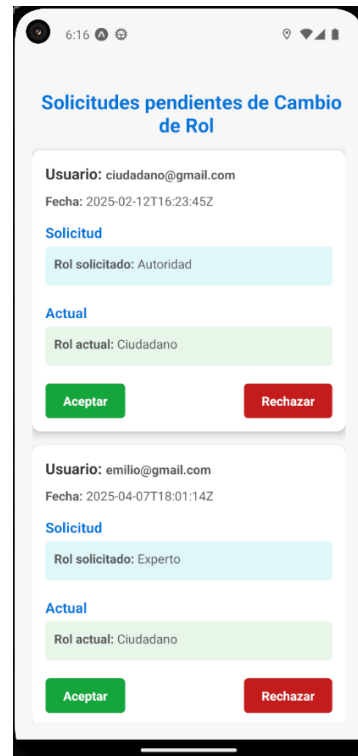 6:16
Solicitudes pendientes de Cambio
de Rol
Usuario: ciudadano@gmail.com
Fecha: 2025-02-12T16:23:45Z
Solicitud
Rol solicitado: Autoridad
Actual
Rol actual: Ciudadano
Aceptar
Rechazar
Usuario: emilio@gmail.com
Fecha: 2025-04-07T18:01:14Z
Solicitud
Rol solicitado: Experto
Actual
Rol actual: Ciudadano
Aceptar
Rechazar